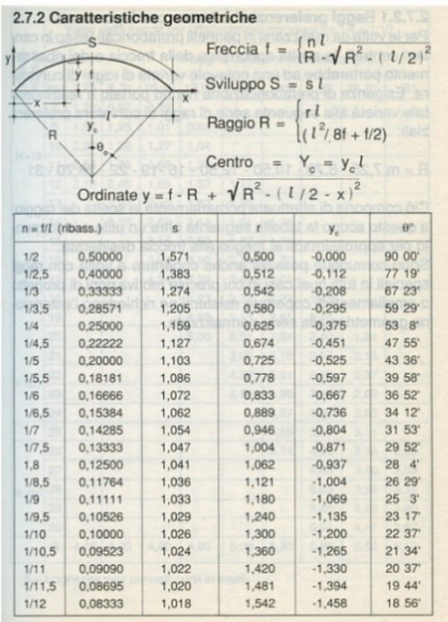 2.7.2 Caratteristiche geometriche
Freccia f = { n l
R - √ R² - ( l / 2 ) ²
Sviluppo S = s l
Raggio R = { r l
( l ² / 8f + f/2)
Centro = Y꜀ = y꜀ l
Ordinate y = f - R + √ R² - ( l / 2 - x) ²
S
y
f
y
x
x
l
R
y꜀
θ₀
n = f/l (ribass.) s r y꜀ θ°
1/2 0,50000 1,571 0,500 -0,000 90 00'
1/2,5 0,40000 1,383 0,512 -0,112 77 19'
1/3 0,33333 1,274 0,542 -0,208 67 23'
1/3,5 0,28571 1,205 0,580 -0,295 59 29'
1/4 0,25000 1,159 0,625 -0,375 53 8'
1/4,5 0,22222 1,127 0,674 -0,451 47 55'
1/5 0,20000 1,103 0,725 -0,525 43 36'
1/5,5 0,18181 1,086 0,778 -0,597 39 58'
1/6 0,16666 1,072 0,833 -0,667 36 52'
1/6,5 0,15384 1,062 0,889 -0,736 34 12'
1/7 0,14285 1,054 0,946 -0,804 31 53'
1/7,5 0,13333 1,047 1,004 -0,871 29 52'
1,8 0,12500 1,041 1,062 -0,937 28 4'
1/8,5 0,11764 1,036 1,121 -1,004 26 29'
1/9 0,11111 1,033 1,180 -1,069 25 3'
1/9,5 0,10526 1,029 1,240 -1,135 23 17'
1/10 0,10000 1,026 1,300 -1,200 22 37'
1/10,5 0,09523 1,024 1,360 -1,265 21 34'
1/11 0,09090 1,022 1,420 -1,330 20 37'
1/11,5 0,08695 1,020 1,481 -1,394 19 44'
1/12 0,08333 1,018 1,542 -1,458 18 56'